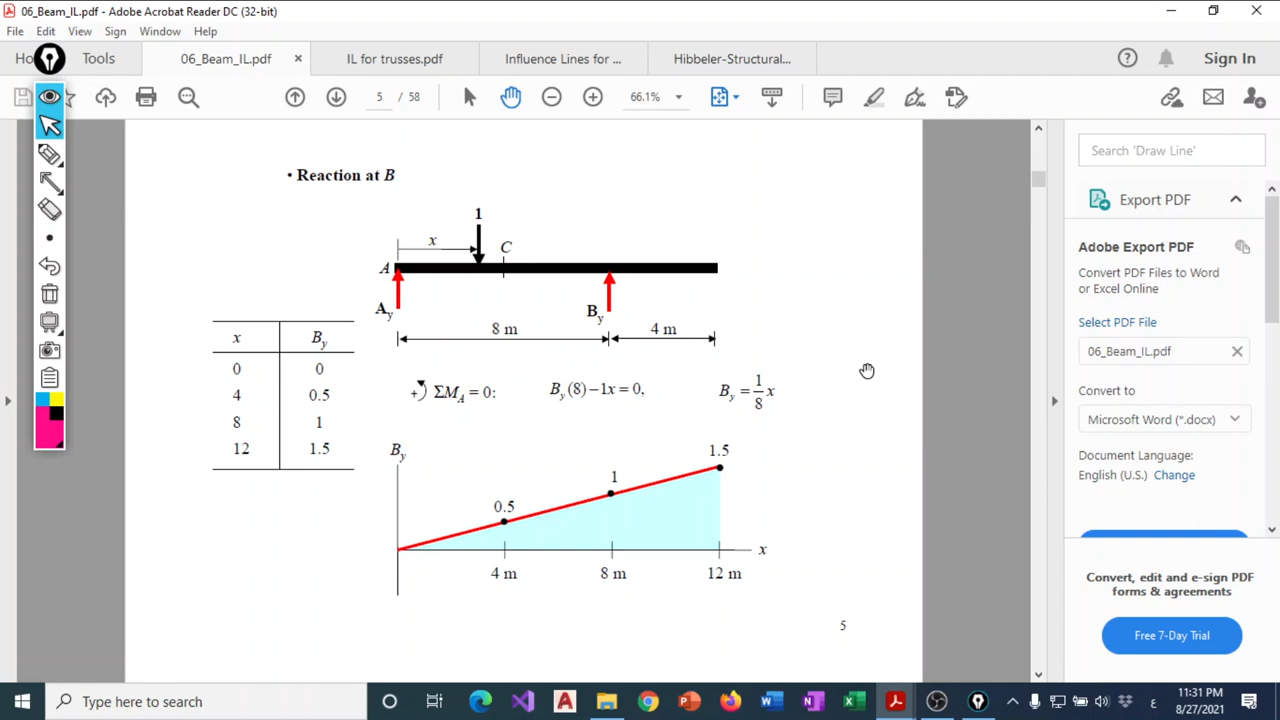 06_Beam_IL.pdf - Adobe Acrobat Reader DC (32-bit)
File Edit View Sign Window Help
Ho Tools 06_Beam_IL.pdf × IL for trusses.pdf Influence Lines for ... Hibbeler-Structural... Sign In
5 / 58 66.1%
Search 'Draw Line'
Export PDF
Adobe Export PDF
Convert PDF Files to Word
or Excel Online
Select PDF File
06_Beam_IL.pdf
Convert to
Microsoft Word (*.docx)
Document Language:
English (U.S.) Change
Convert, edit and e-sign PDF
forms & agreements
Free 7-Day Trial
• Reaction at B
1
x C
A
Ay By
8 m 4 m
x By
0 0
4 0.5
8 1
12 1.5
+ ΣM_A = 0: By (8) – 1x = 0, By = 1/8 x
By
0.5 1 1.5
x
4 m 8 m 12 m
5
Type here to search
ع
11:31 PM
8/27/2021